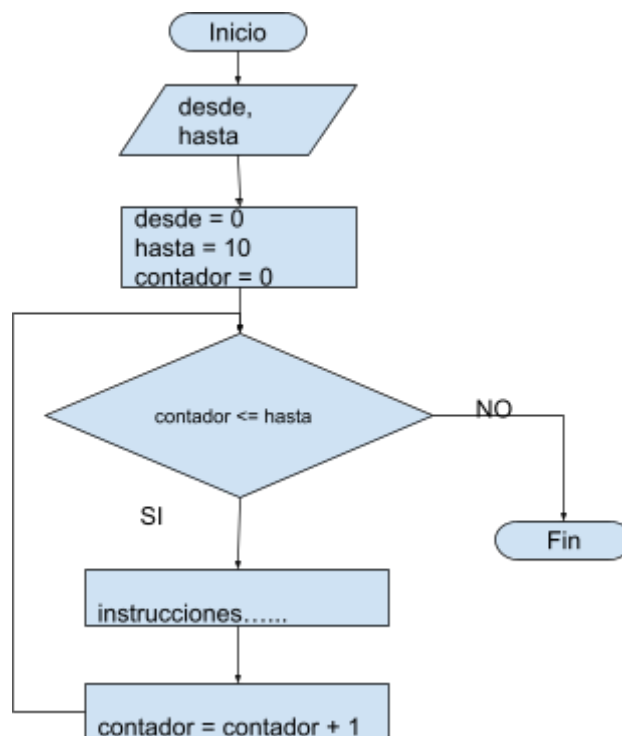 Inicio
desde,
hasta
desde = 0
hasta = 10
contador = 0
contador <= hasta
NO
SI
Fin
instrucciones......
contador = contador + 1